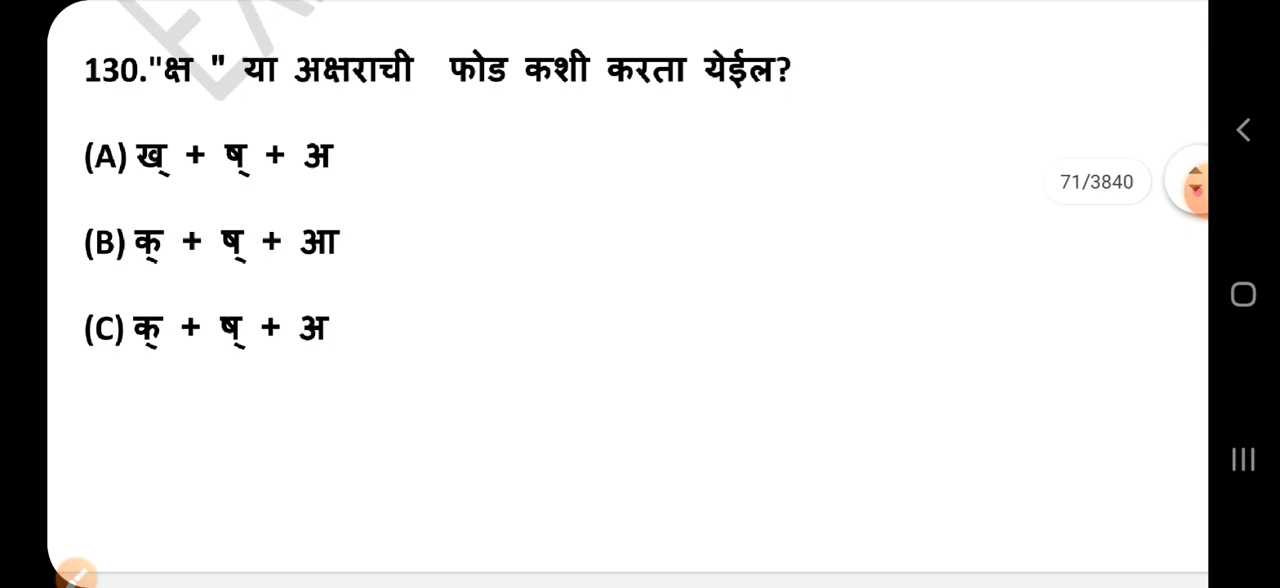 130."क्ष " या अक्षराची फोड कशी करता येईल?
(A) ख् + ष् + अ
71/3840
(B) क् + ष् + आ
(C) क् + ष् + अ